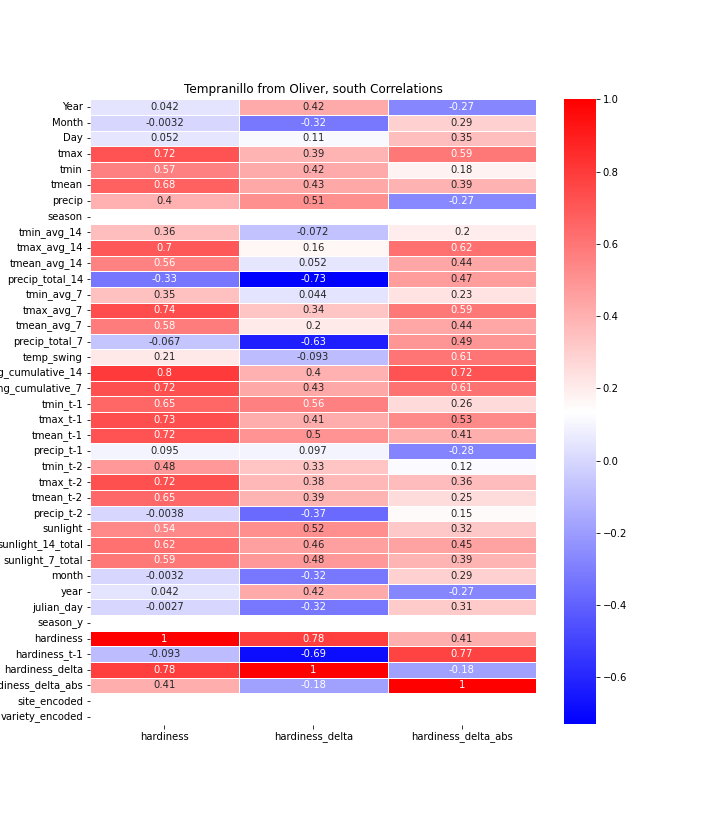 Tempranillo from Oliver, south Correlations
Year 0.042 0.42 -0.27
Month -0.0032 -0.32 0.29
Day 0.052 0.11 0.35
tmax 0.72 0.39 0.59
tmin 0.57 0.42 0.18
tmean 0.68 0.43 0.39
precip 0.4 0.51 -0.27
season
tmin_avg_14 0.36 -0.072 0.2
tmax_avg_14 0.7 0.16 0.62
tmean_avg_14 0.56 0.052 0.44
precip_total_14 -0.33 -0.73 0.47
tmin_avg_7 0.35 0.044 0.23
tmax_avg_7 0.74 0.34 0.59
tmean_avg_7 0.58 0.2 0.44
precip_total_7 -0.067 -0.63 0.49
temp_swing 0.21 -0.093 0.61
ng_cumulative_14 0.8 0.4 0.72
ng_cumulative_7 0.72 0.43 0.61
tmin_t-1 0.65 0.56 0.26
tmax_t-1 0.73 0.41 0.53
tmean_t-1 0.72 0.5 0.41
precip_t-1 0.095 0.097 -0.28
tmin_t-2 0.48 0.33 0.12
tmax_t-2 0.72 0.38 0.36
tmean_t-2 0.65 0.39 0.25
precip_t-2 -0.0038 -0.37 0.15
sunlight 0.54 0.52 0.32
sunlight_14_total 0.62 0.46 0.45
sunlight_7_total 0.59 0.48 0.39
month -0.0032 -0.32 0.29
year 0.042 0.42 -0.27
julian_day -0.0027 -0.32 0.31
season_y
hardiness 1 0.78 0.41
hardiness_t-1 -0.093 -0.69 0.77
hardiness_delta 0.78 1 -0.18
diness_delta_abs 0.41 -0.18 1
site_encoded
variety_encoded
hardiness hardiness_delta hardiness_delta_abs
1.0
0.8
0.6
0.4
0.2
0.0
-0.2
-0.4
-0.6